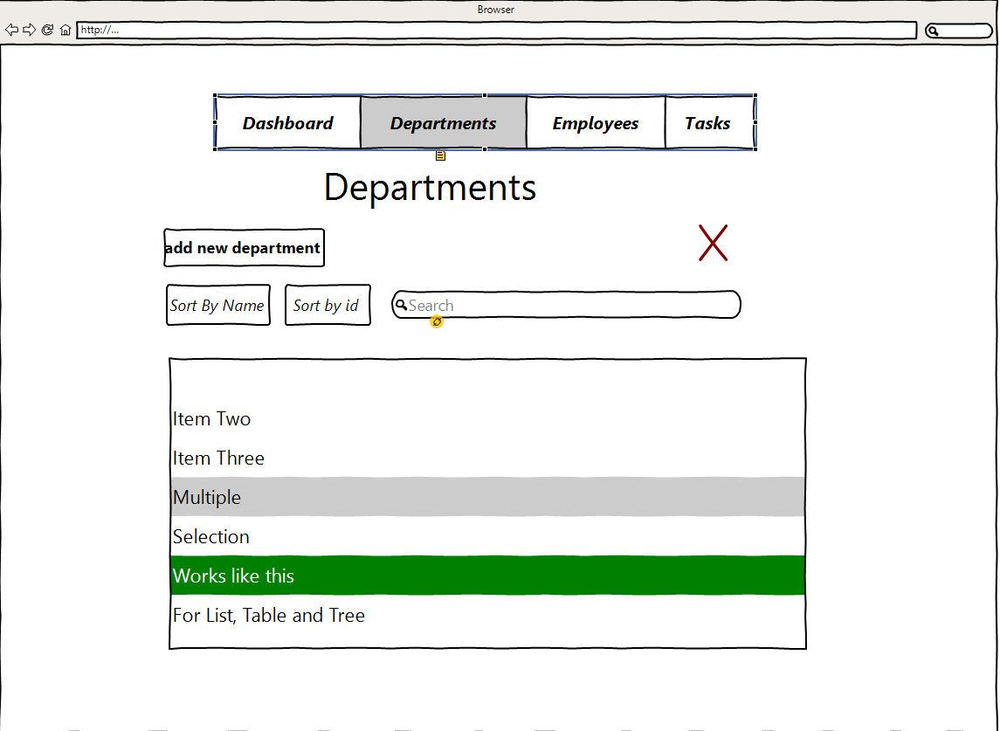 Browser
http://...
Dashboard Departments Employees Tasks
Departments
add new department
Sort By Name Sort by id Search
Item Two
Item Three
Multiple
Selection
Works like this
For List, Table and Tree